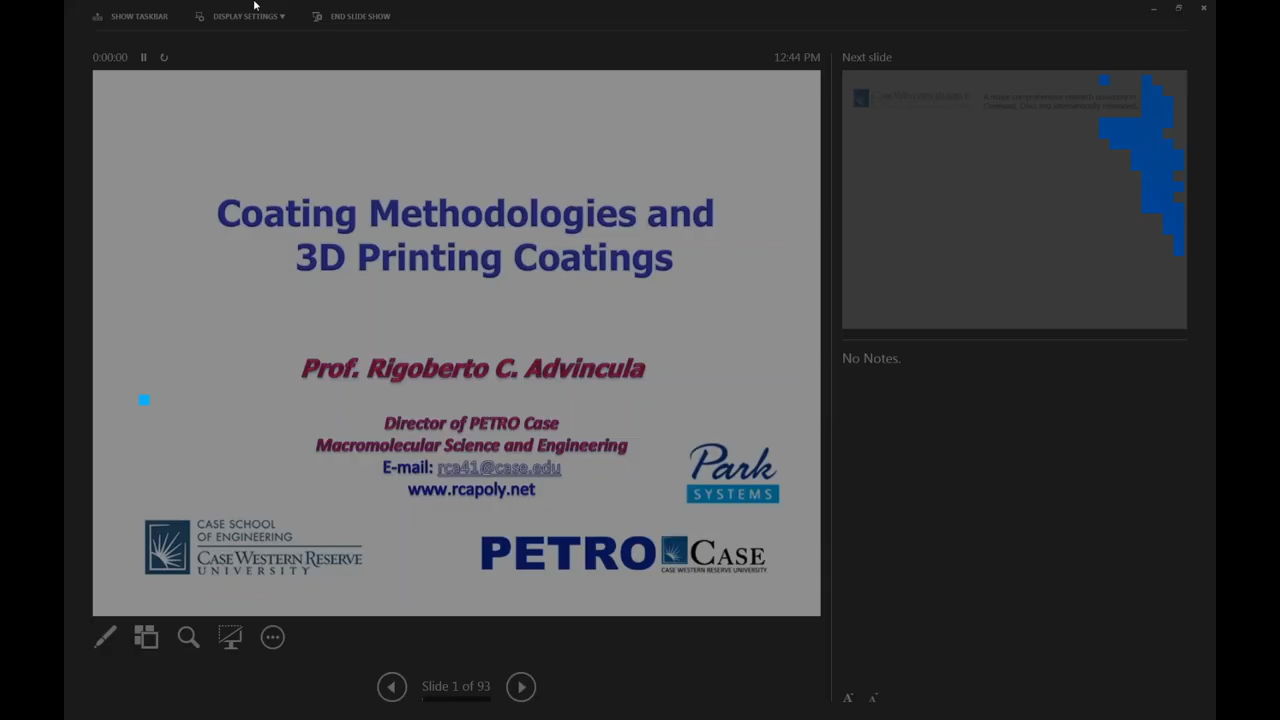 SHOW TASKBAR
DISPLAY SETTINGS ▾
END SLIDE SHOW
0:00:00
12:44 PM
Next slide
Coating Methodologies and
3D Printing Coatings
Prof. Rigoberto C. Advincula
Director of PETRO Case
Macromolecular Science and Engineering
E-mail: rca41@case.edu
www.rcapoly.net
Park
SYSTEMS
CASE SCHOOL
OF ENGINEERING
CASE WESTERN RESERVE
UNIVERSITY
PETRO CASE
CASE WESTERN RESERVE UNIVERSITY
No Notes.
Slide 1 of 93
A A